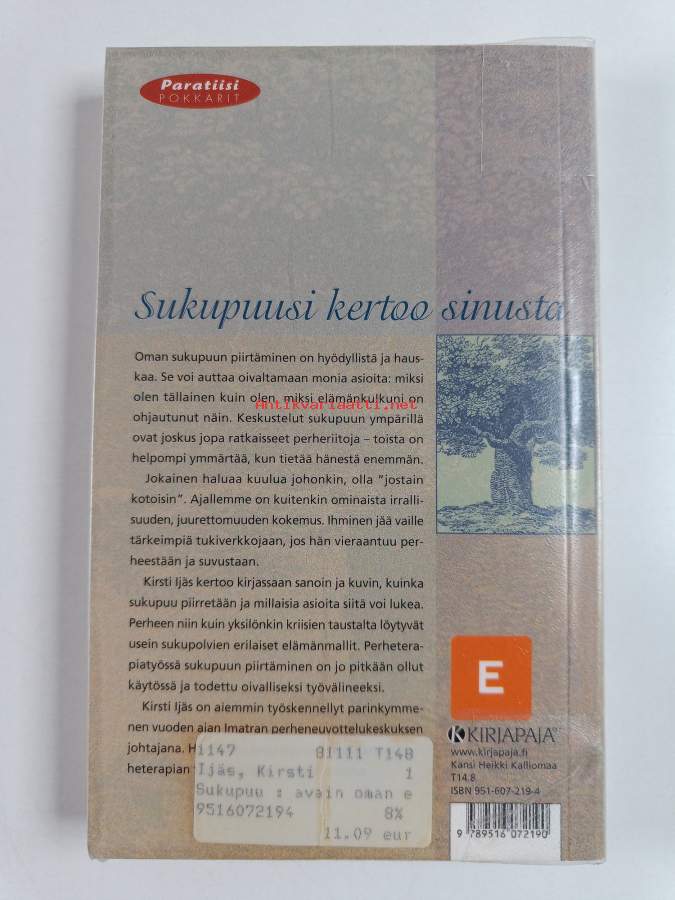 Paratiisi
POKKARIT
Sukupuusi kertoo sinusta
Oman sukupuun piirtäminen on hyödyllistä ja haus-
kaa. Se voi auttaa oivaltamaan monia asioita: miksi
olen tällainen kuin olen, miksi elämänkulkuni on
Antikvariaatti.net
ohjautunut näin. Keskustelut sukupuun ympärillä
ovat joskus jopa ratkaisseet perheriitoja – toista on
helpompi ymmärtää, kun tietää hänestä enemmän.
Jokainen haluaa kuulua johonkin, olla "jostain
kotoisin". Ajallemme on kuitenkin ominaista irralli-
suuden, juurettomuuden kokemus. Ihminen jää vaille
tärkeimpiä tukiverkkojaan, jos hän vieraantuu per-
heestään ja suvustaan.
Kirsti Ijäs kertoo kirjassaan sanoin ja kuvin, kuinka
sukupuu piirretään ja millaisia asioita siitä voi lukea.
Perheen niin kuin yksilönkin kriisien taustalta löytyvät
usein sukupolvien erilaiset elämänmallit. Perhetera-
piatyössä sukupuun piirtäminen on jo pitkään ollut
käytössä ja todettu oivalliseksi työvälineeksi.
Kirsti Ijäs on aiemmin työskennellyt parinkymme-
nen vuoden ajan Imatran perheneuvottelukeskuksen
johtajana. H
heterapian
1147 81111 T148
Ijäs, Kirsti 1
Sukupuu : avain oman e
9516072194 8%
11.09 eur
E
KIRJAPAJA
www.kirjapaja.fi
Kansi Heikki Kalliomaa
T14.8
ISBN 951-607-219-4
9 789516 072190